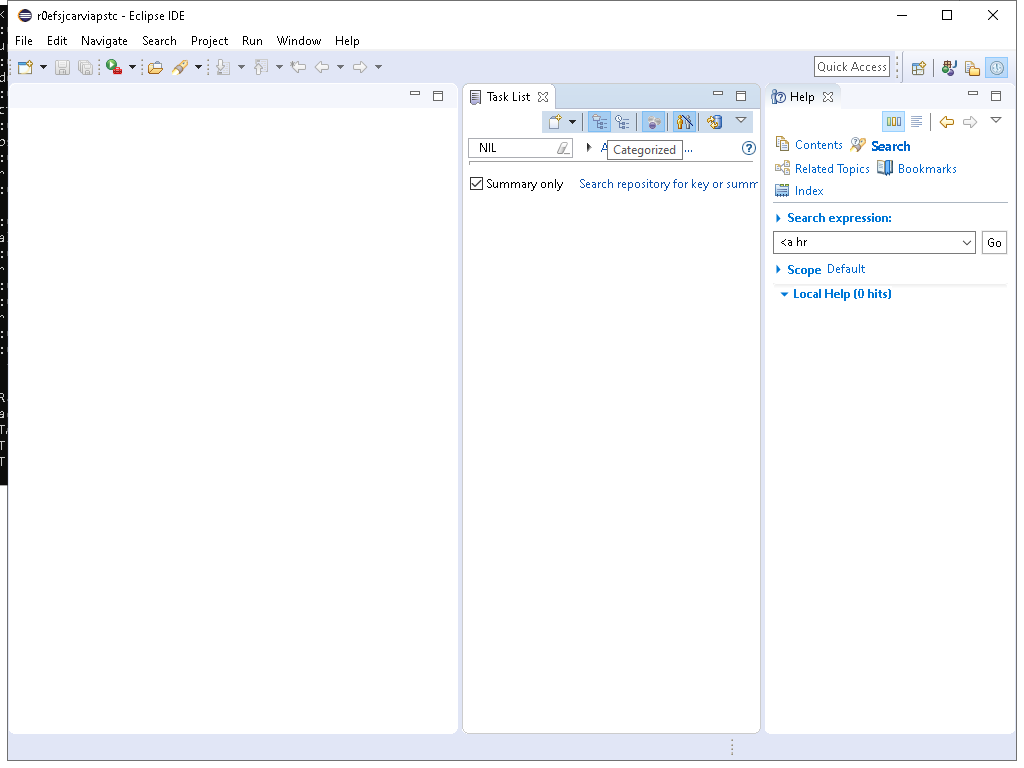 r0efsjcarviapstc - Eclipse IDE
File Edit Navigate Search Project Run Window Help
Quick Access
Task List
Help
NIL
A
Categorized
...
Summary only
Search repository for key or summ
Contents
Search
Related Topics
Bookmarks
Index
Search expression:
<a hr
Go
Scope Default
Local Help (0 hits)